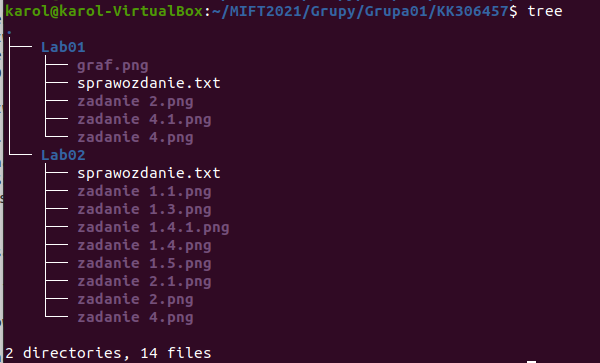 karol@karol-VirtualBox:~/MIFT2021/Grupy/Grupa01/KK306457$ tree
.
├── Lab01
│   ├── graf.png
│   ├── sprawozdanie.txt
│   ├── zadanie 2.png
│   ├── zadanie 4.1.png
│   └── zadanie 4.png
└── Lab02
    ├── sprawozdanie.txt
    ├── zadanie 1.1.png
    ├── zadanie 1.3.png
    ├── zadanie 1.4.1.png
    ├── zadanie 1.4.png
    ├── zadanie 1.5.png
    ├── zadanie 2.1.png
    ├── zadanie 2.png
    └── zadanie 4.png
2 directories, 14 files